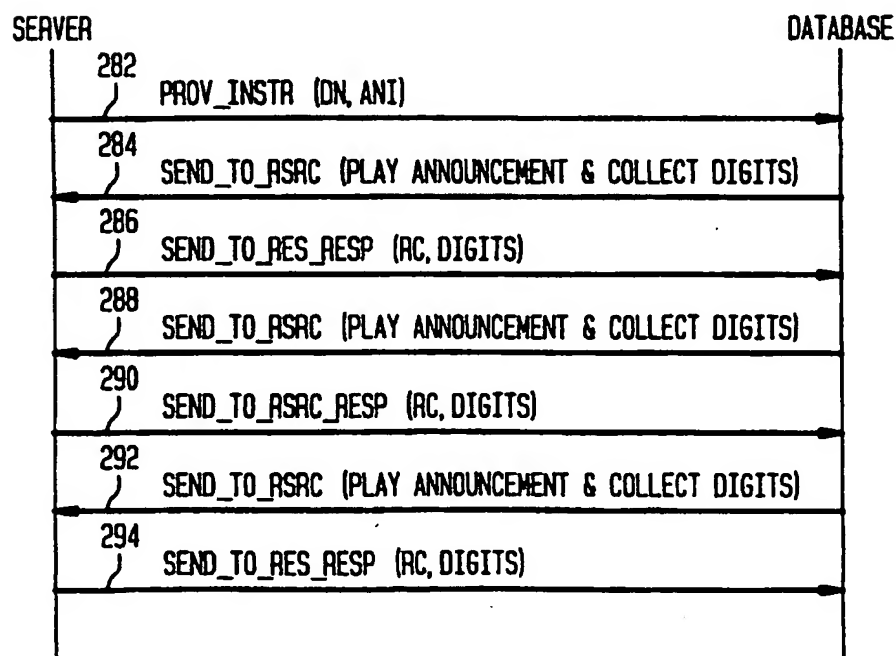 SERVER DATABASE
282
PROV_INSTR (DN, ANI)
284
SEND_TO_RSRC (PLAY ANNOUNCEMENT & COLLECT DIGITS)
286
SEND_TO_RES_RESP (RC, DIGITS)
288
SEND_TO_RSRC (PLAY ANNOUNCEMENT & COLLECT DIGITS)
290
SEND_TO_RSRC_RESP (RC, DIGITS)
292
SEND_TO_RSRC (PLAY ANNOUNCEMENT & COLLECT DIGITS)
294
SEND_TO_RES_RESP (RC, DIGITS)